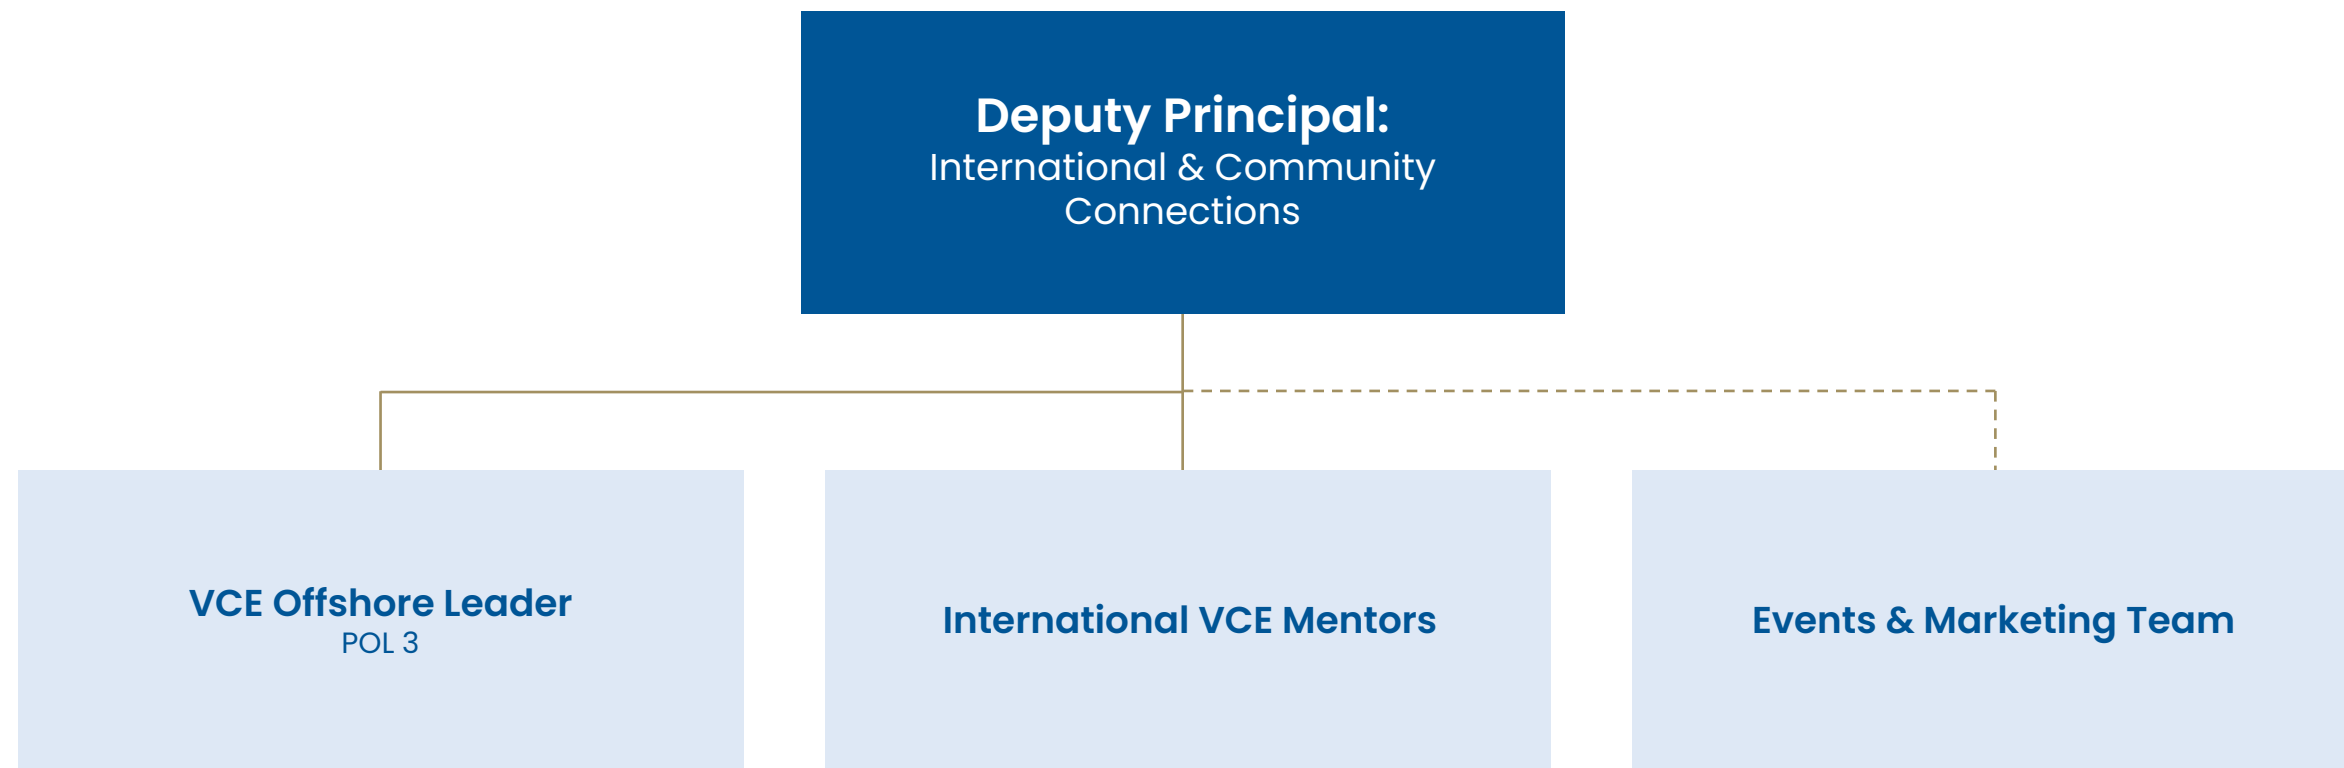 Deputy Principal:
International & Community
Connections
VCE Offshore Leader
POL 3
International VCE Mentors
Events & Marketing Team